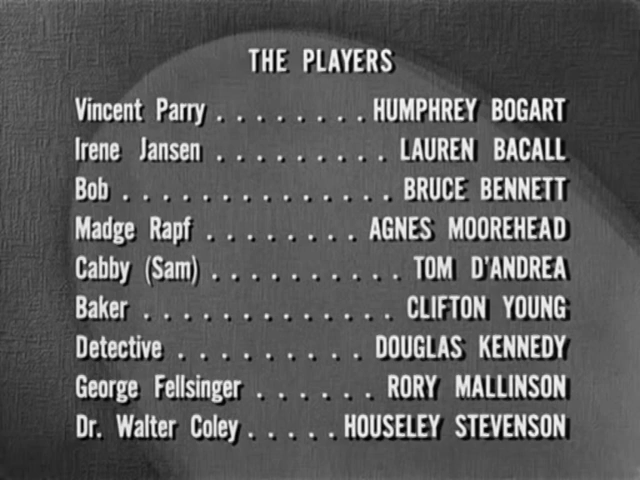 THE PLAYERS
Vincent Parry . . . . . . . . HUMPHREY BOGART
Irene Jansen . . . . . . . . . LAUREN BACALL
Bob . . . . . . . . . . . . . . BRUCE BENNETT
Madge Rapf . . . . . . . . AGNES MOOREHEAD
Cabby (Sam) . . . . . . . . . . TOM D'ANDREA
Baker . . . . . . . . . . . . . CLIFTON YOUNG
Detective . . . . . . . . . . DOUGLAS KENNEDY
George Fellsinger . . . . . . RORY MALLINSON
Dr. Walter Coley . . . . . HOUSELEY STEVENSON